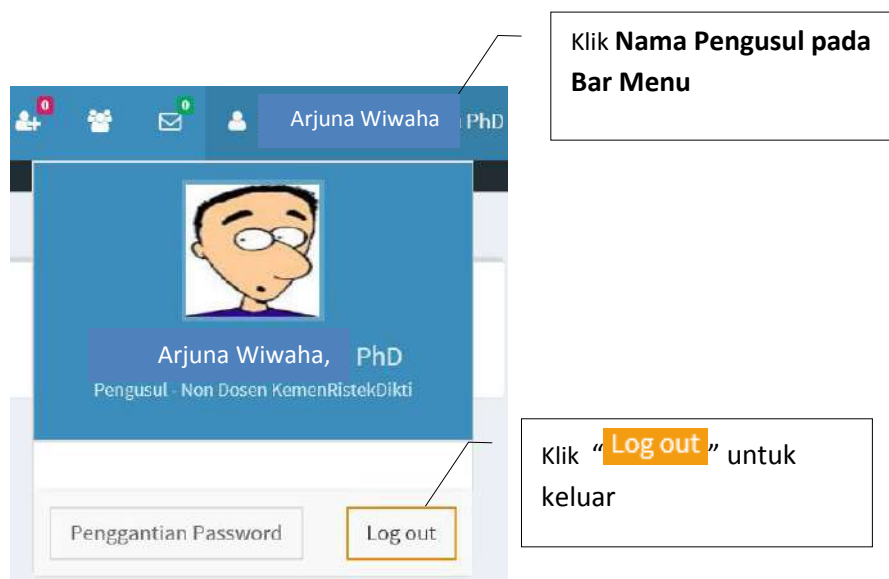 Klik Nama Pengusul pada
Bar Menu
0
0
Arjuna Wiwaha PhD
Arjuna Wiwaha, PhD
Pengusul - Non Dosen KemenRistekDikti
Klik “Log out” untuk
keluar
Penggantian Password
Log out